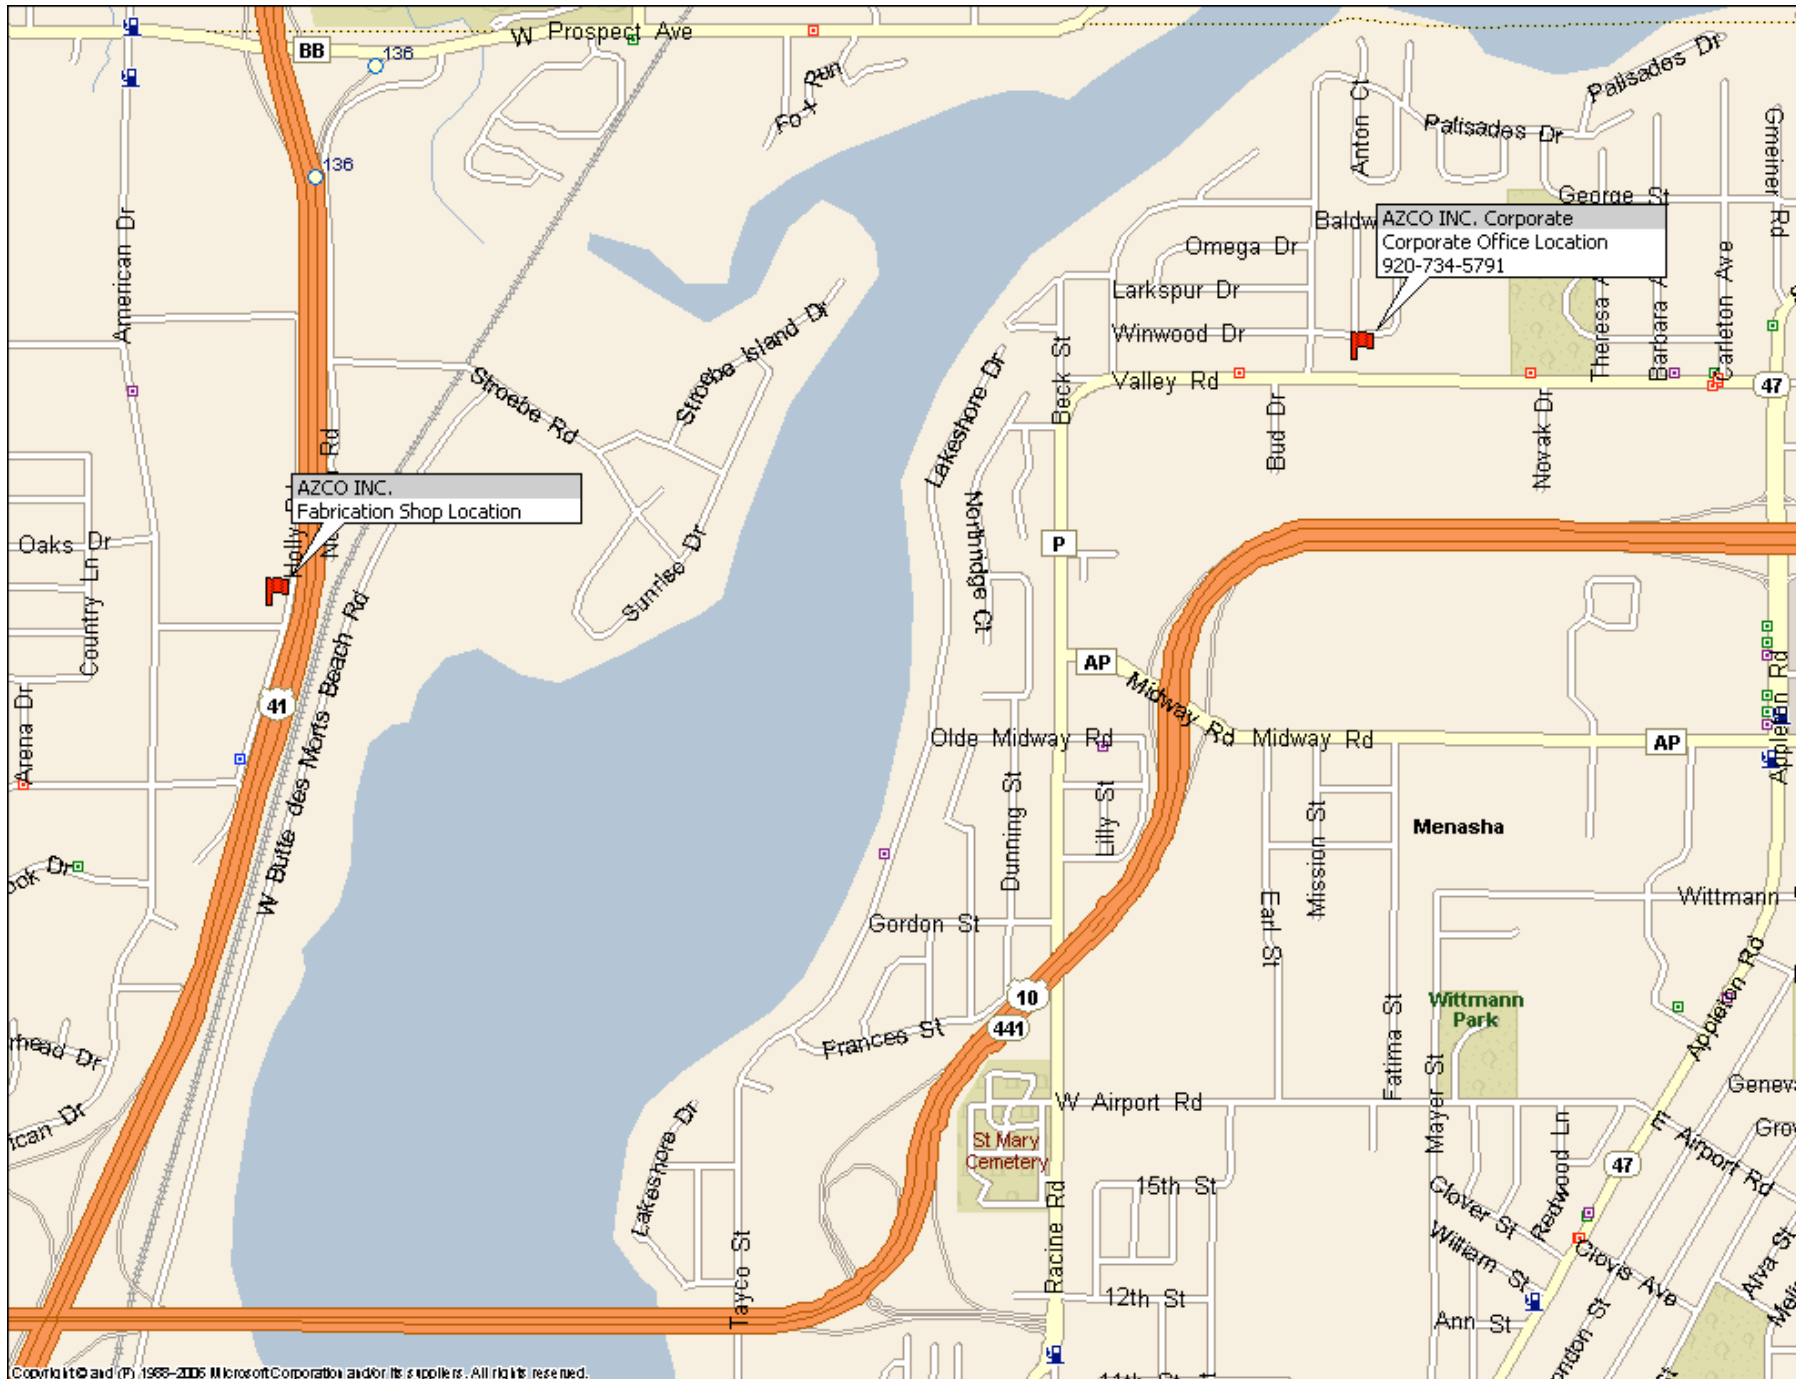 W Prospect Ave
BB
136
136
Fox Run
Palisades Dr
Palisades Dr
Anton Ct
Gmeiner Rd
George St
American Dr
AZCO INC. Corporate
Corporate Office Location
920-734-5791
Omega Dr
Larkspur Dr
Winwood Dr
Carleton Ave
Stroebe Island Dr
Beck St
Valley Rd
47
Stroebe Rd
Lakeshore Dr
Bud Dr
Novak Dr
AZCO INC.
Fabrication Shop Location
Holly
Rd
Oaks Dr
Country Ln
Northridge Ct
Sunrise Dr
P
AP
Midway Rd
Midway Rd
AP
Appleton Rd
41
W Butte des Morts Beach Rd
Arena Dr
Olde Midway Rd
Dunning St
Lilly St
Mission St
Menasha
Wittmann
Earl St
Gordon St
10
441
Frances St
Wittmann
Park
Appleton Rd
Fatima St
Mayer St
W Airport Rd
E Airport Rd
St Mary
Cemetery
Redwood Ln
47
Lakeshore Dr
15th St
Clover St
William St
Clovis Ave
Alva St
Racine Rd
Tayco St
12th St
Ann St
11th St
Copyright © and (P) 1988-2006 Microsoft Corporation and/or its suppliers. All rights reserved.